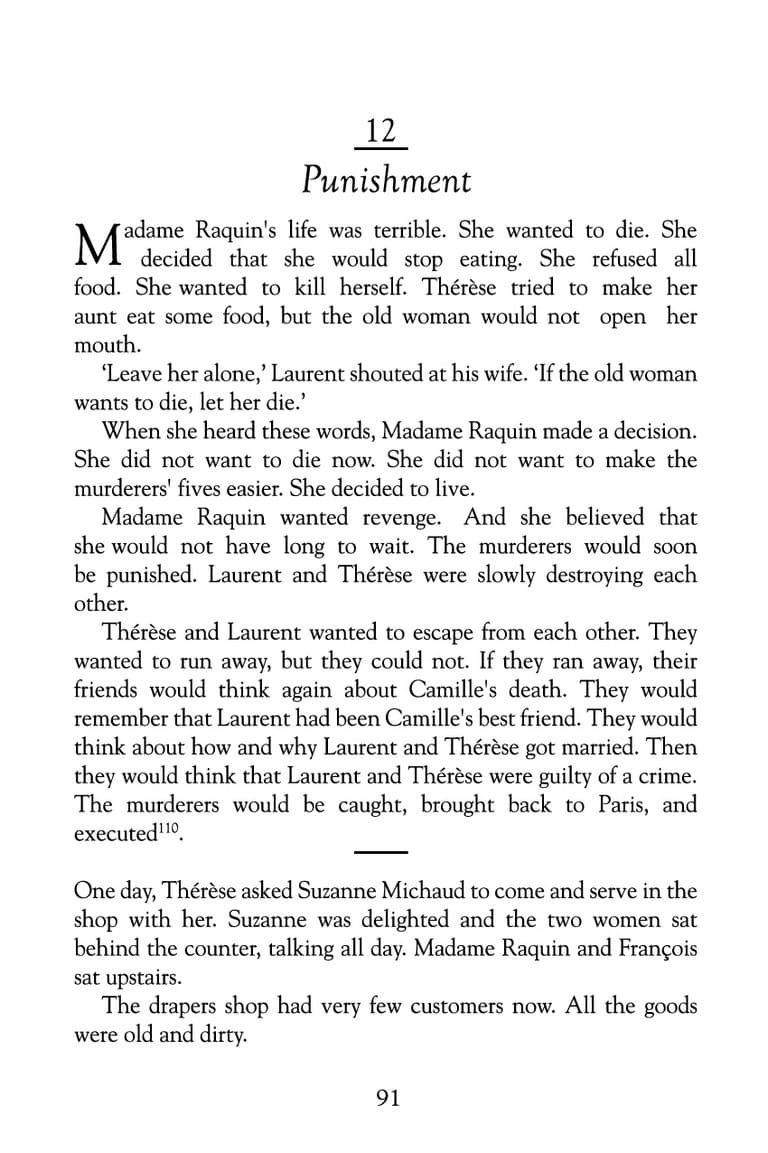 12
Punishment
Madame Raquin's life was terrible. She wanted to die. She
decided that she would stop eating. She refused all
food. She wanted to kill herself. Thérèse tried to make her
aunt eat some food, but the old woman would not open her
mouth.
‘Leave her alone,’ Laurent shouted at his wife. ‘If the old woman
wants to die, let her die.’
When she heard these words, Madame Raquin made a decision.
She did not want to die now. She did not want to make the
murderers' fives easier. She decided to live.
Madame Raquin wanted revenge. And she believed that
she would not have long to wait. The murderers would soon
be punished. Laurent and Thérèse were slowly destroying each
other.
Thérèse and Laurent wanted to escape from each other. They
wanted to run away, but they could not. If they ran away, their
friends would think again about Camille's death. They would
remember that Laurent had been Camille's best friend. They would
think about how and why Laurent and Thérèse got married. Then
they would think that Laurent and Thérèse were guilty of a crime.
The murderers would be caught, brought back to Paris, and
executed¹¹⁰.
One day, Thérèse asked Suzanne Michaud to come and serve in the
shop with her. Suzanne was delighted and the two women sat
behind the counter, talking all day. Madame Raquin and François
sat upstairs.
The drapers shop had very few customers now. All the goods
were old and dirty.
91